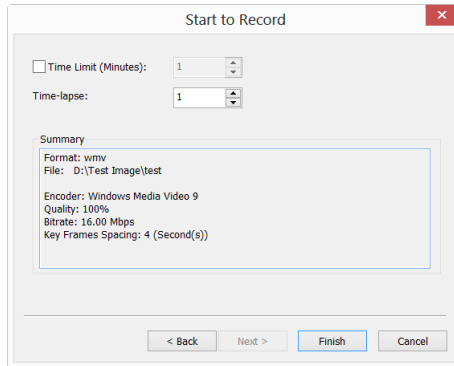 Start to Record
Time Limit (Minutes): 1
Time-lapse: 1
Summary
Format: wmv
File: D:\Test Image\test
Encoder: Windows Media Video 9
Quality: 100%
Bitrate: 16.00 Mbps
Key Frames Spacing: 4 (Second(s))
< Back Next > Finish Cancel